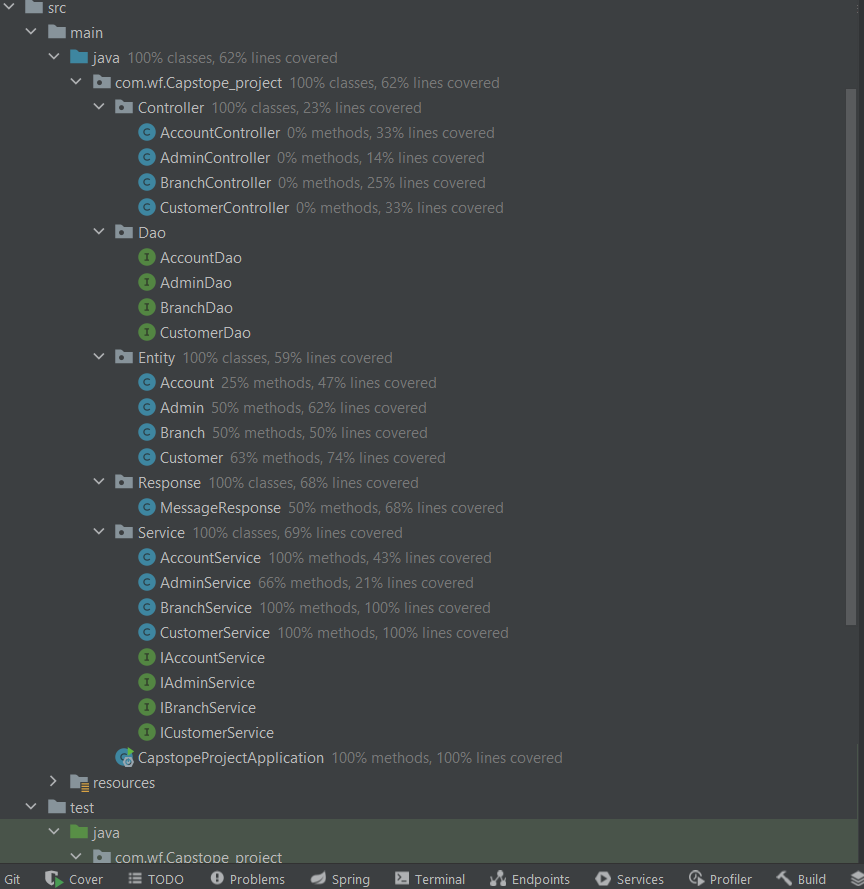 src
main
java 100% classes, 62% lines covered
com.wf.Capstope_project 100% classes, 62% lines covered
Controller 100% classes, 23% lines covered
C AccountController 0% methods, 33% lines covered
C AdminController 0% methods, 14% lines covered
C BranchController 0% methods, 25% lines covered
C CustomerController 0% methods, 33% lines covered
Dao
I AccountDao
I AdminDao
I BranchDao
I CustomerDao
Entity 100% classes, 59% lines covered
C Account 25% methods, 47% lines covered
C Admin 50% methods, 62% lines covered
C Branch 50% methods, 50% lines covered
C Customer 63% methods, 74% lines covered
Response 100% classes, 68% lines covered
C MessageResponse 50% methods, 68% lines covered
Service 100% classes, 69% lines covered
C AccountService 100% methods, 43% lines covered
C AdminService 66% methods, 21% lines covered
C BranchService 100% methods, 100% lines covered
C CustomerService 100% methods, 100% lines covered
I IAccountService
I IAdminService
I IBranchService
I ICustomerService
CapstopeProjectApplication 100% methods, 100% lines covered
resources
test
java
com.wf.Capstope_project
Git Cover TODO Problems Spring Terminal Endpoints Services Profiler Build